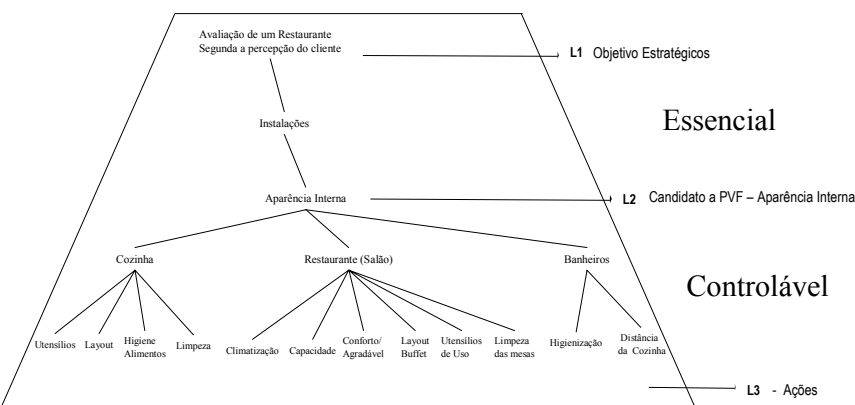 Avaliação de um Restaurante
Segunda a percepção do cliente
L1 Objetivo Estratégicos
Essencial
Instalações
Aparência Interna
L2 Candidato a PVF – Aparência Interna
Cozinha
Restaurante (Salão)
Banheiros
Controlável
Utensílios
Layout
Higiene
Alimentos
Limpeza
Climatização
Capacidade
Conforto/
Agradável
Layout
Buffet
Utensílios
de Uso
Limpeza
das mesas
Higienização
Distância
da Cozinha
L3 - Ações